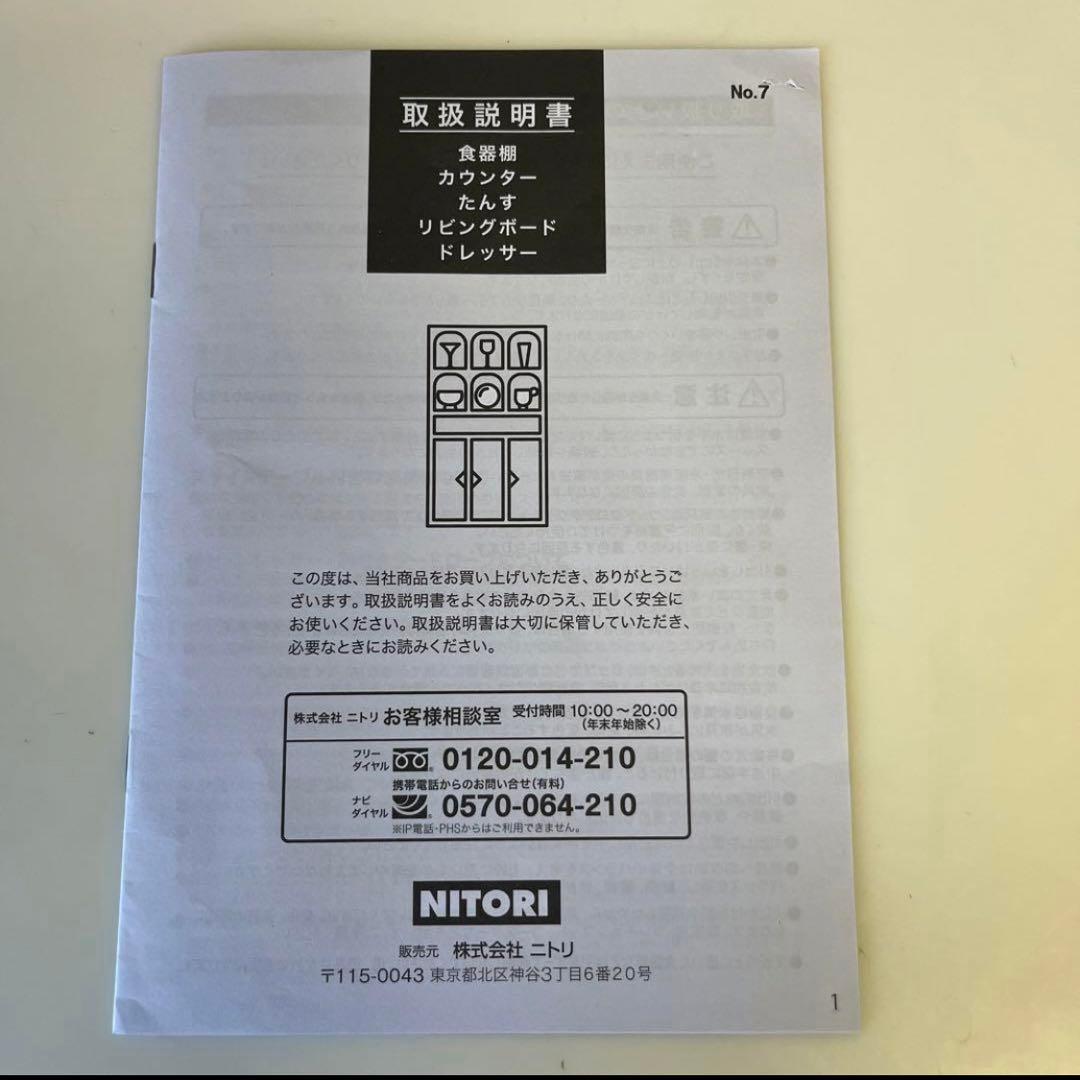 No.7
取扱説明書
食器棚
カウンター
たんす
リビングボード
ドレッサー
この度は、当社商品をお買い上げいただき、ありがとうご
ざいます。取扱説明書をよくお読みのうえ、正しく安全に
お使いください。取扱説明書は大切に保管していただき、
必要なときにお読みください。
株式会社 ニトリ お客様相談室 受付時間 10:00～20:00
(年末年始除く)
フリー
ダイヤル 0120-014-210
携帯電話からのお問い合せ(有料)
ナビ
ダイヤル 0570-064-210
※IP電話・PHSからはご利用できません。
NITORI
販売元 株式会社 ニトリ
〒115-0043 東京都北区神谷3丁目6番20号
1